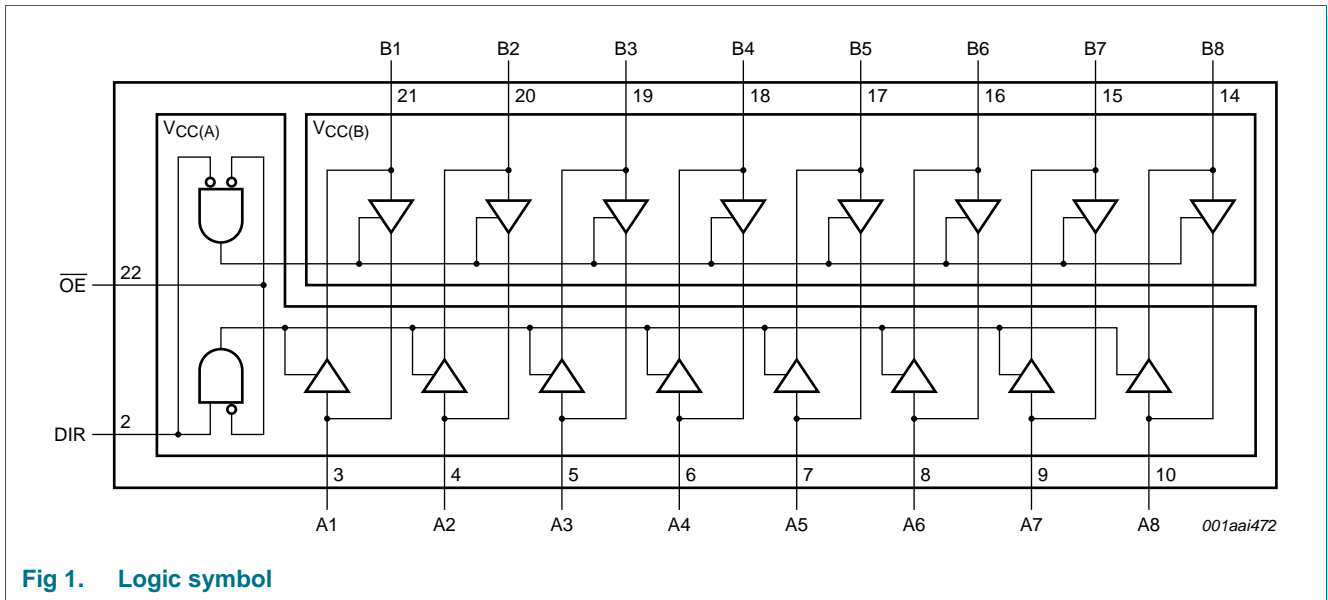 B1 B2 B3 B4 B5 B6 B7 B8
21 20 19 18 17 16 15 14
VCC(A) VCC(B)
OE 22
DIR 2
3 4 5 6 7 8 9 10
A1 A2 A3 A4 A5 A6 A7 A8 001aai472
Fig 1. Logic symbol